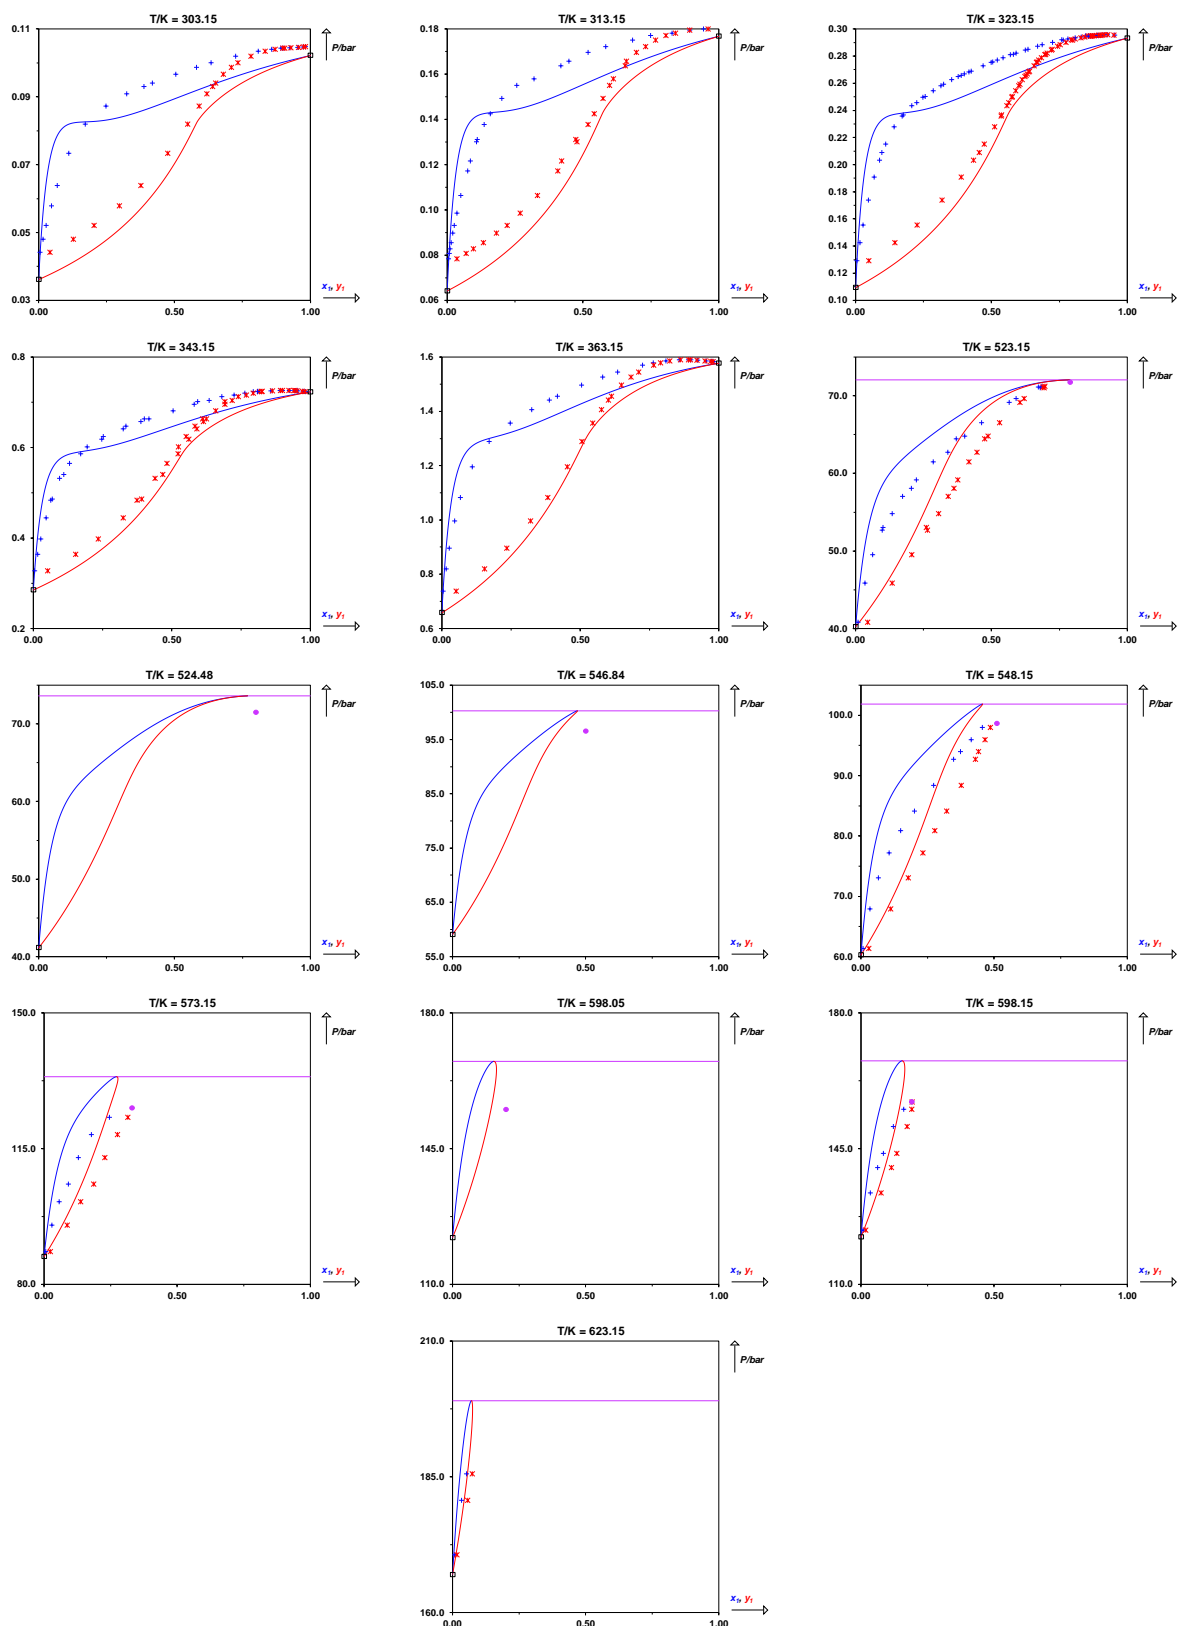 T/K = 303.15
0.11
0.09
0.07
0.05
0.03
0.00
0.50
1.00
P/bar
x₁, y₁
T/K = 313.15
0.18
0.16
0.14
0.12
0.10
0.08
0.06
0.00
0.50
1.00
P/bar
x₁, y₁
T/K = 323.15
0.30
0.28
0.26
0.24
0.22
0.20
0.18
0.16
0.14
0.12
0.10
0.00
0.50
1.00
P/bar
x₁, y₁
T/K = 343.15
0.8
0.6
0.4
0.2
0.00
0.50
1.00
P/bar
x₁, y₁
T/K = 363.15
1.6
1.4
1.2
1.0
0.8
0.6
0.00
0.50
1.00
P/bar
x₁, y₁
T/K = 523.15
70.0
60.0
50.0
40.0
0.00
0.50
1.00
P/bar
x₁, y₁
T/K = 524.48
70.0
60.0
50.0
40.0
0.00
0.50
1.00
P/bar
x₁, y₁
T/K = 546.84
105.0
95.0
85.0
75.0
65.0
55.0
0.00
0.50
1.00
P/bar
x₁, y₁
T/K = 548.15
100.0
90.0
80.0
70.0
60.0
0.00
0.50
1.00
P/bar
x₁, y₁
T/K = 573.15
150.0
115.0
80.0
0.00
0.50
1.00
P/bar
x₁, y₁
T/K = 598.05
180.0
145.0
110.0
0.00
0.50
1.00
P/bar
x₁, y₁
T/K = 598.15
180.0
145.0
110.0
0.00
0.50
1.00
P/bar
x₁, y₁
T/K = 623.15
210.0
185.0
160.0
0.00
0.50
1.00
P/bar
x₁, y₁